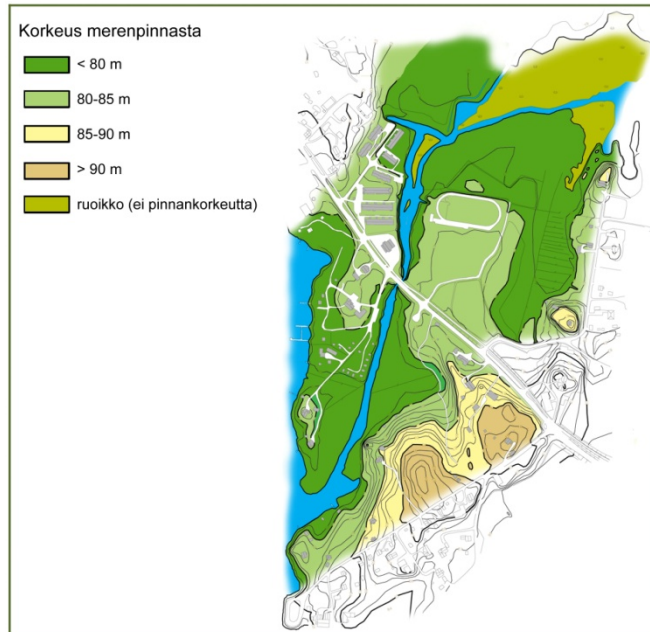 Korkeus merenpinnasta
< 80 m
80-85 m
85-90 m
> 90 m
ruoikko (ei pinnankorkeutta)